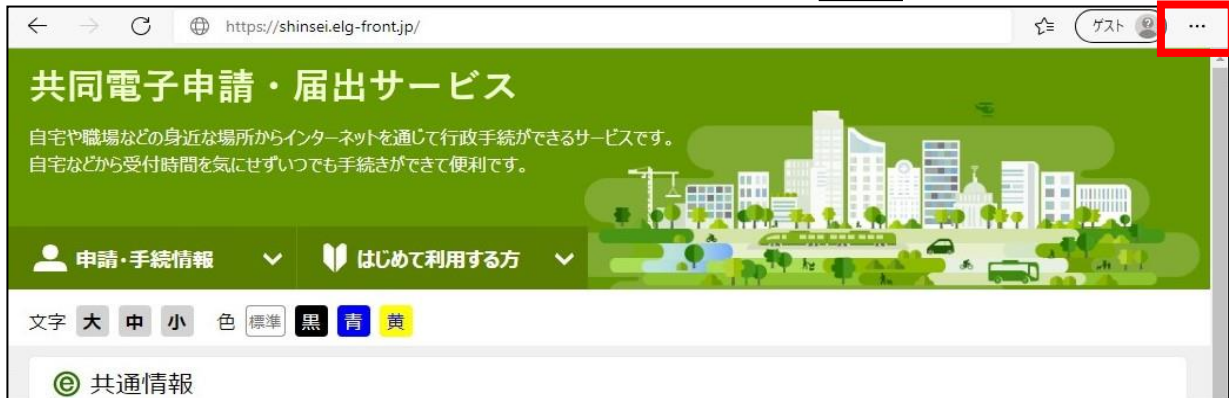 https://shinsei.elg-front.jp/ ゲスト ...
共同電子申請・届出サービス
自宅や職場などの身近な場所からインターネットを通じて行政手続ができるサービスです。
自宅などから受付時間を気にせずいつでも手続きができて便利です。
申請・手続情報 はじめて利用する方
文字 大 中 小 色 標準 黒 青 黄
e 共通情報